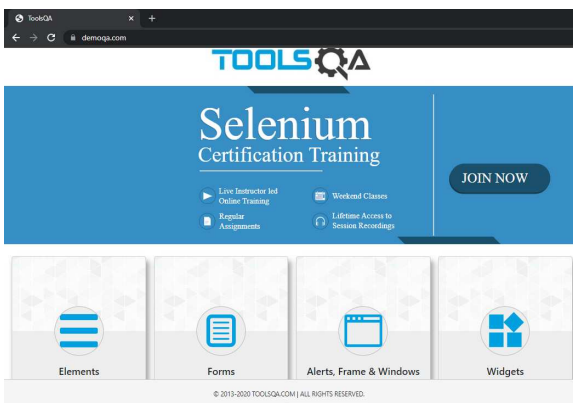 ToolsQA
demoqa.com
TOOLSQA
Selenium
Certification Training
Live Instructor led
Online Training
Weekend Classes
Regular
Assignments
Lifetime Access to
Session Recordings
JOIN NOW
Elements
Forms
Alerts, Frame & Windows
Widgets
© 2013-2020 TOOLSQA.COM | ALL RIGHTS RESERVED.